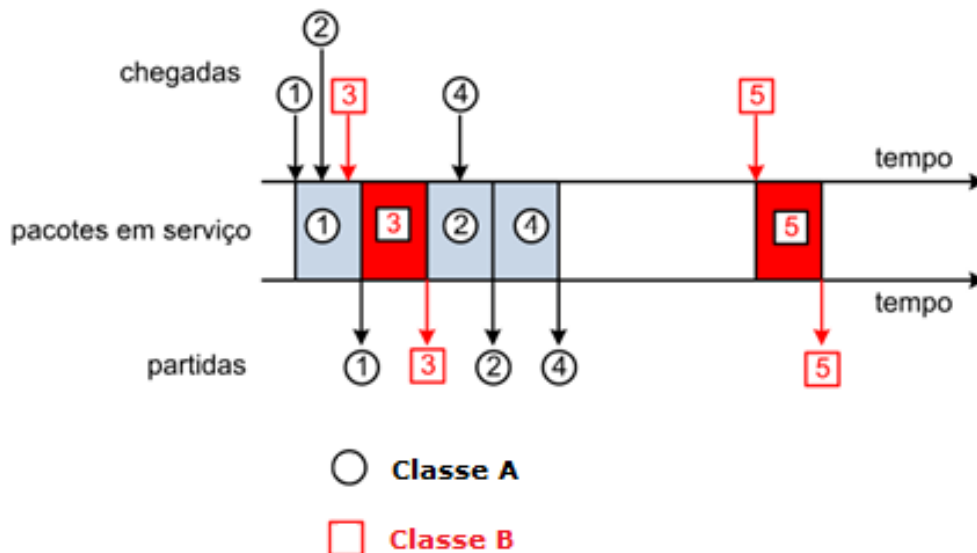 2
chegadas
1 3 4 5
tempo
pacotes em serviço 1 3 2 4 5
tempo
partidas 1 3 2 4 5
Classe A
Classe B